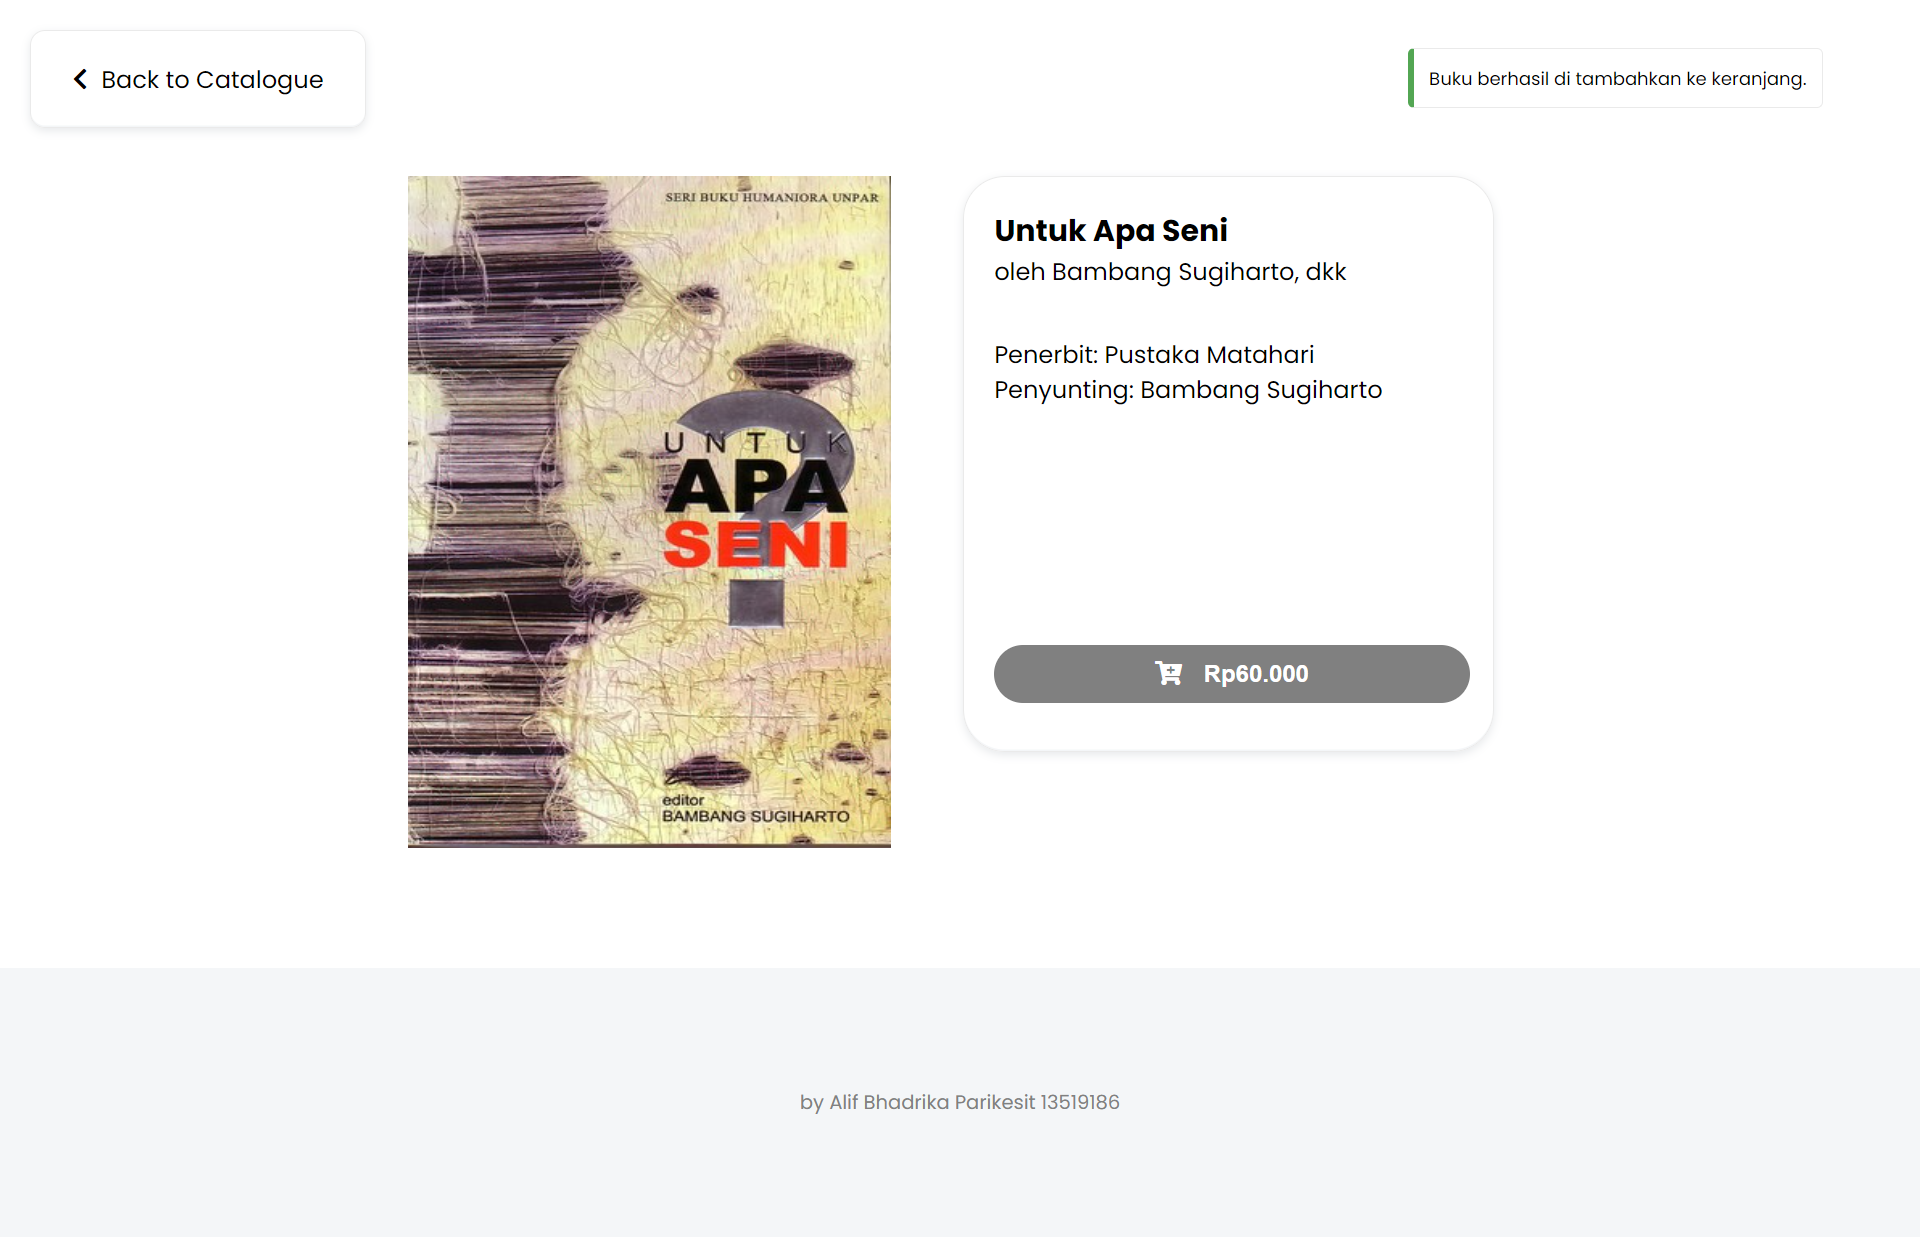 Back to Catalogue
Buku berhasil di tambahkan ke keranjang.
SERI BUKU HUMANIORA UNPAR
UNTUK
APA
SENI
?
editor
BAMBANG SUGIHARTO
Untuk Apa Seni
oleh Bambang Sugiharto, dkk
Penerbit: Pustaka Matahari
Penyunting: Bambang Sugiharto
Rp60.000
by Alif Bhadrika Parikesit 13519186